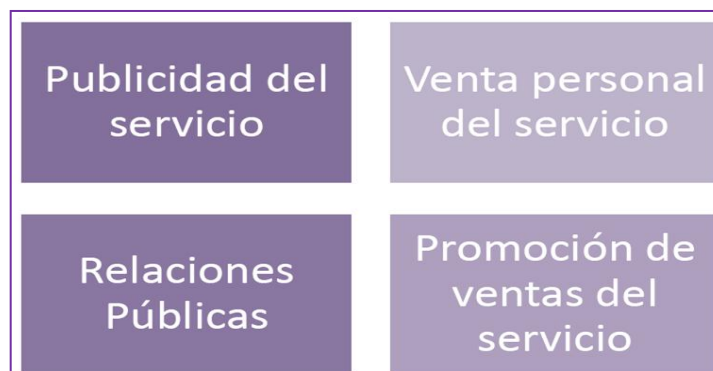 Publicidad del
servicio
Venta personal
del servicio
Relaciones
Públicas
Promoción de
ventas del
servicio